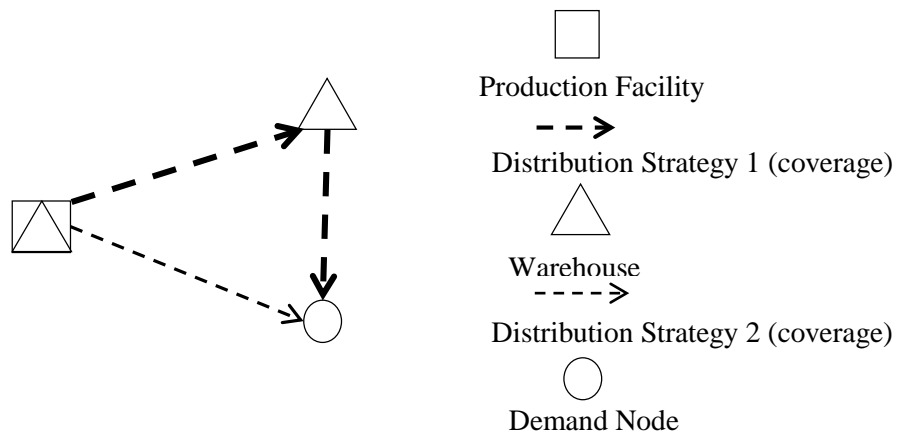 Production Facility
Distribution Strategy 1 (coverage)
Warehouse
Distribution Strategy 2 (coverage)
Demand Node